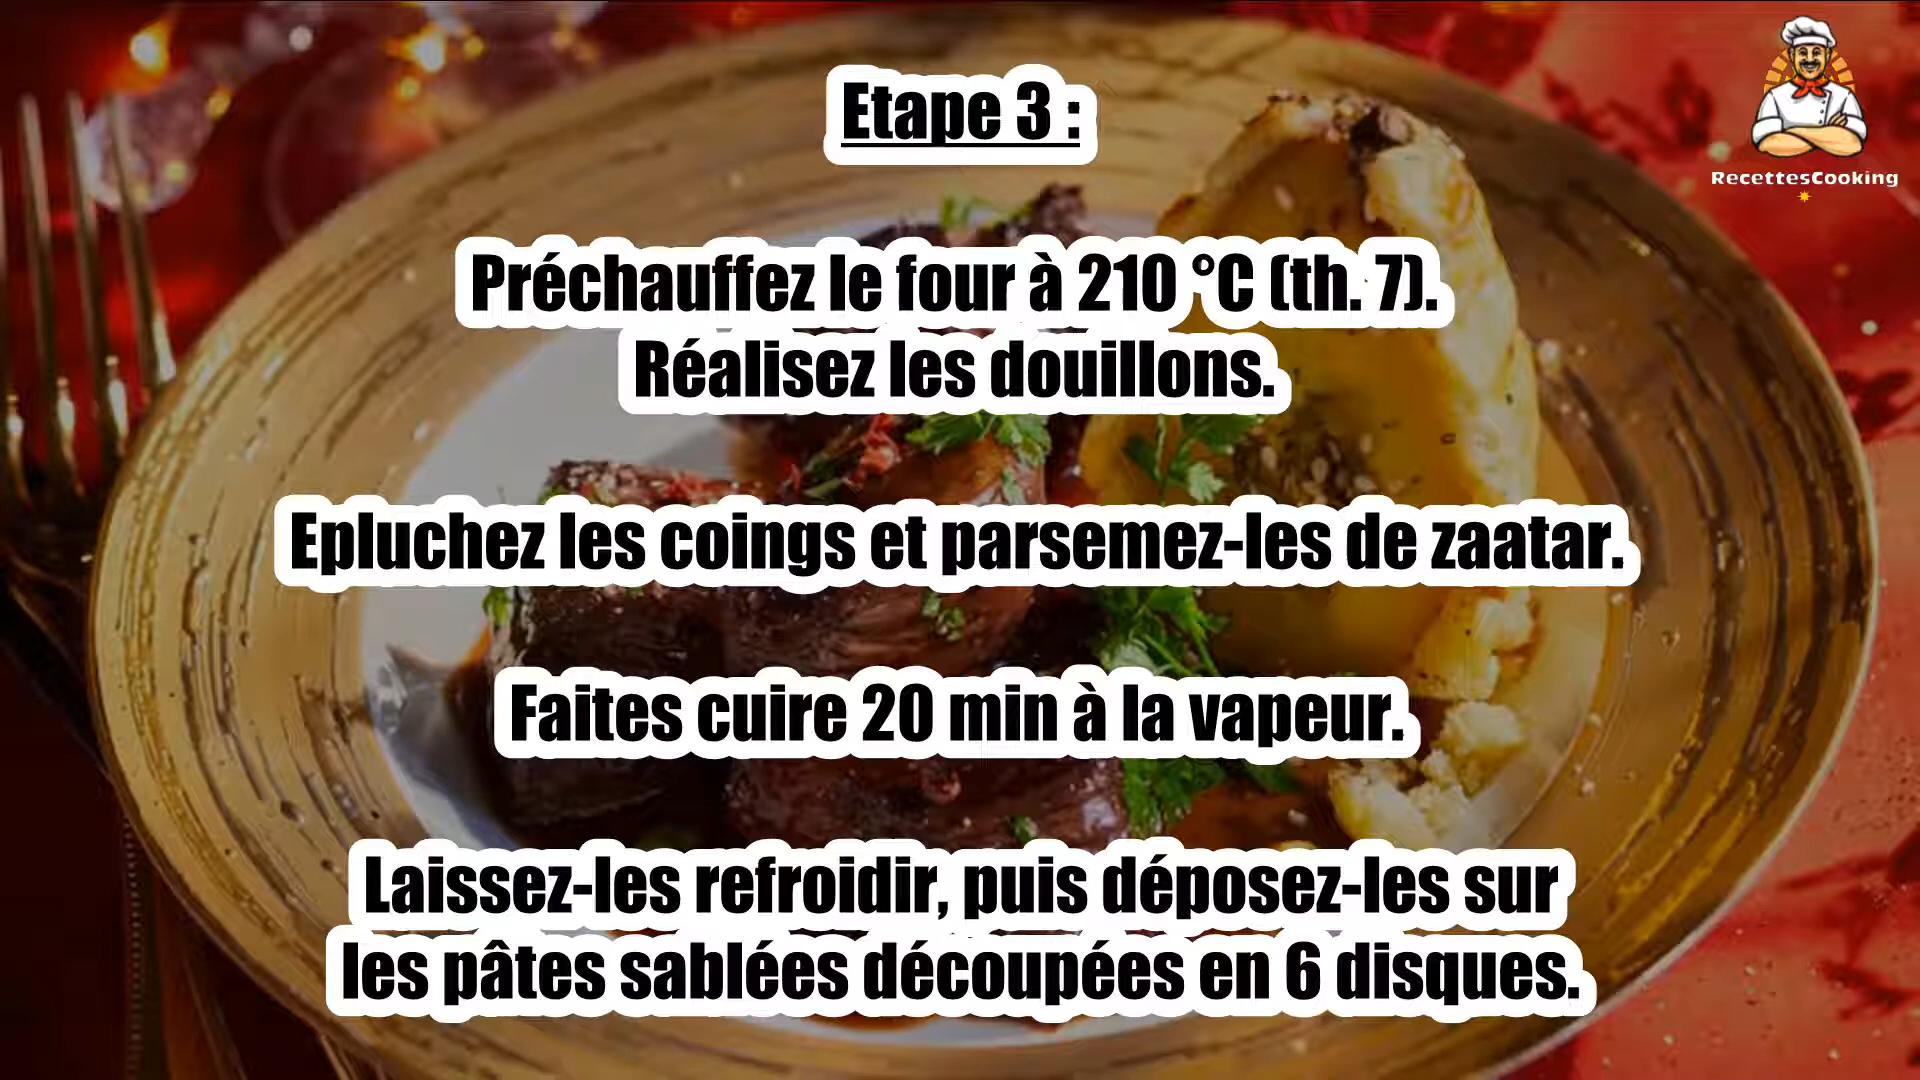 Etape 3 :
RecettesCooking
Préchauffez le four à 210 °C (th. 7).
Réalisez les douillons.
Epluchez les coings et parsemez-les de zaatar.
Faites cuire 20 min à la vapeur.
Laissez-les refroidir, puis déposez-les sur
les pâtes sablées découpées en 6 disques.